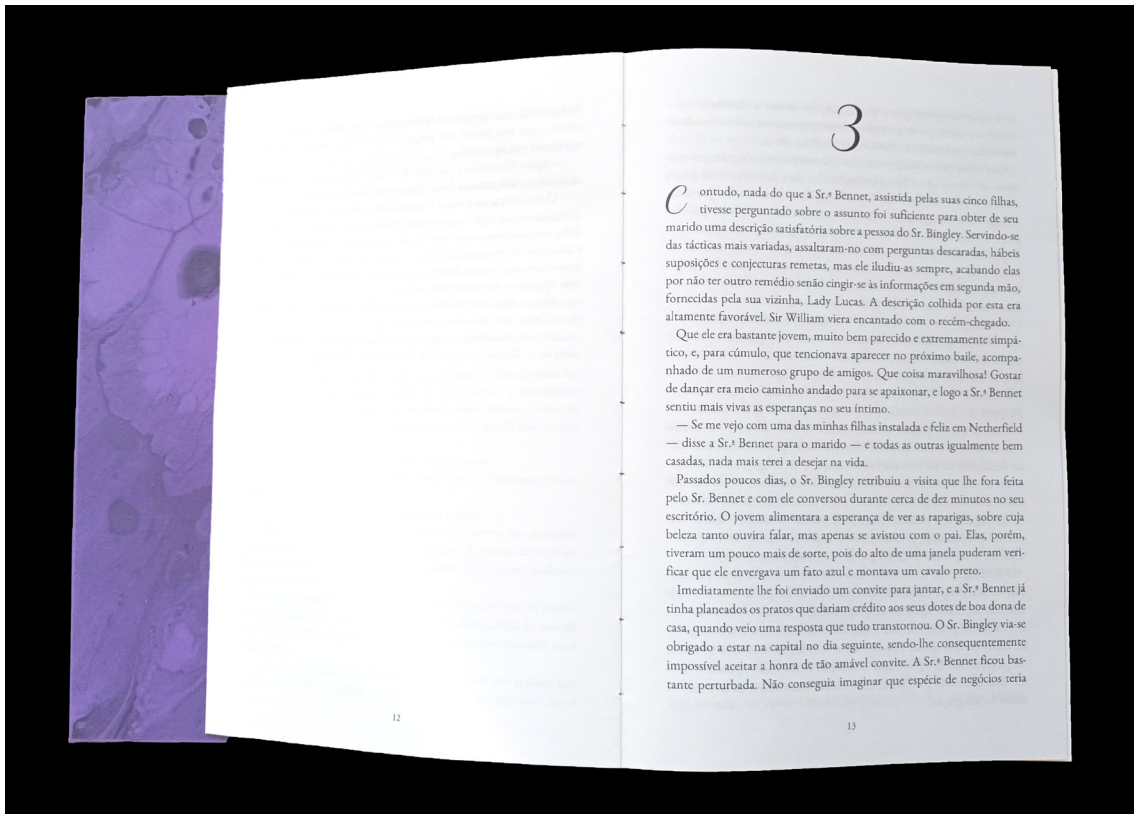 12
3
Contudo, nada do que a Sr.ª Bennet, assistida pelas suas cinco filhas,
tivesse perguntado sobre o assunto foi suficiente para obter de seu
marido uma descrição satisfatória sobre a pessoa do Sr. Bingley. Servindo-se
das tácticas mais variadas, assaltaram-no com perguntas descaradas, hábeis
suposições e conjecturas remetas, mas ele iludiu-as sempre, acabando elas
por não ter outro remédio senão cingir-se às informações em segunda mão,
fornecidas pela sua vizinha, Lady Lucas. A descrição colhida por esta era
altamente favorável. Sir William viera encantado com o recém-chegado.
Que ele era bastante jovem, muito bem parecido e extremamente simpá-
tico, e, para cúmulo, que tencionava aparecer no próximo baile, acompa-
nhado de um numeroso grupo de amigos. Que coisa maravilhosa! Gostar
de dançar era meio caminho andado para se apaixonar, e logo a Sr.ª Bennet
sentiu mais vivas as esperanças no seu íntimo.
— Se me vejo com uma das minhas filhas instalada e feliz em Netherfield
— disse a Sr.ª Bennet para o marido — e todas as outras igualmente bem
casadas, nada mais terei a desejar na vida.
Passados poucos dias, o Sr. Bingley retribuiu a visita que lhe fora feita
pelo Sr. Bennet e com ele conversou durante cerca de dez minutos no seu
escritório. O jovem alimentara a esperança de ver as raparigas, sobre cuja
beleza tanto ouvira falar, mas apenas se avistou com o pai. Elas, porém,
tiveram um pouco mais de sorte, pois do alto de uma janela puderam veri-
ficar que ele envergava um fato azul e montava um cavalo preto.
Imediatamente lhe foi enviado um convite para jantar, e a Sr.ª Bennet já
tinha planeados os pratos que dariam crédito aos seus dotes de boa dona de
casa, quando veio uma resposta que tudo transtornou. O Sr. Bingley via-se
obrigado a estar na capital no dia seguinte, sendo-lhe consequentemente
impossível aceitar a honra de tão amável convite. A Sr.ª Bennet ficou bas-
tante perturbada. Não conseguia imaginar que espécie de negócios teria
13